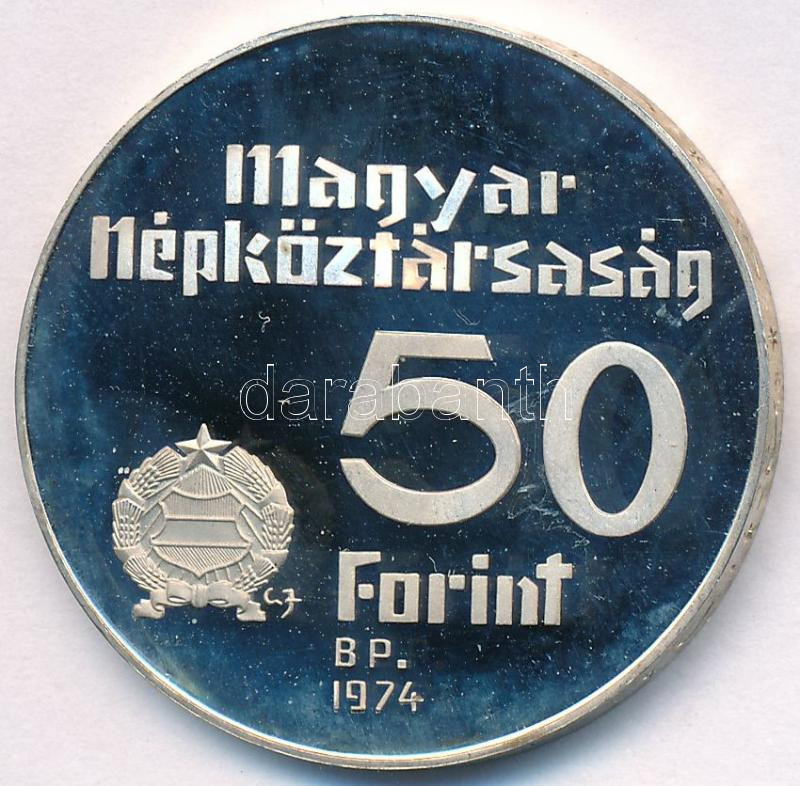 Magyar
Népköztársaság
50
darabanth
Forint
BP.
1974